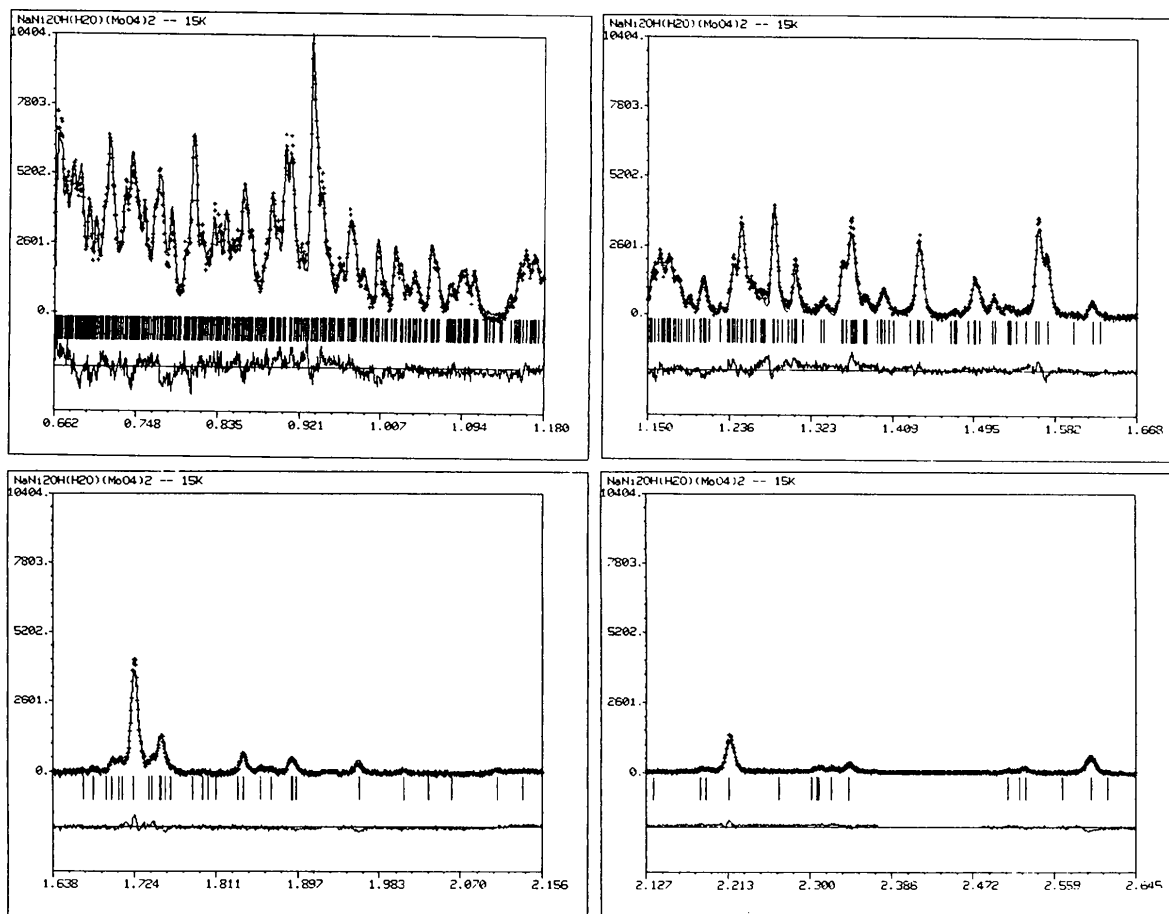 NaNi2OH(H2O)(MoO4)2 -- 15K
10404.
7803.
5202.
2601.
0.
0.662 0.748 0.835 0.921 1.007 1.094 1.180
NaNi2OH(H2O)(MoO4)2 -- 15K
10404.
7803.
5202.
2601.
0.
1.150 1.236 1.323 1.409 1.495 1.582 1.668
NaNi2OH(H2O)(MoO4)2 -- 15K
10404.
7803.
5202.
2601.
0.
1.638 1.724 1.811 1.897 1.983 2.070 2.156
NaNi2OH(H2O)(MoO4)2 -- 15K
10404.
7803.
5202.
2601.
0.
2.127 2.213 2.300 2.386 2.472 2.559 2.645